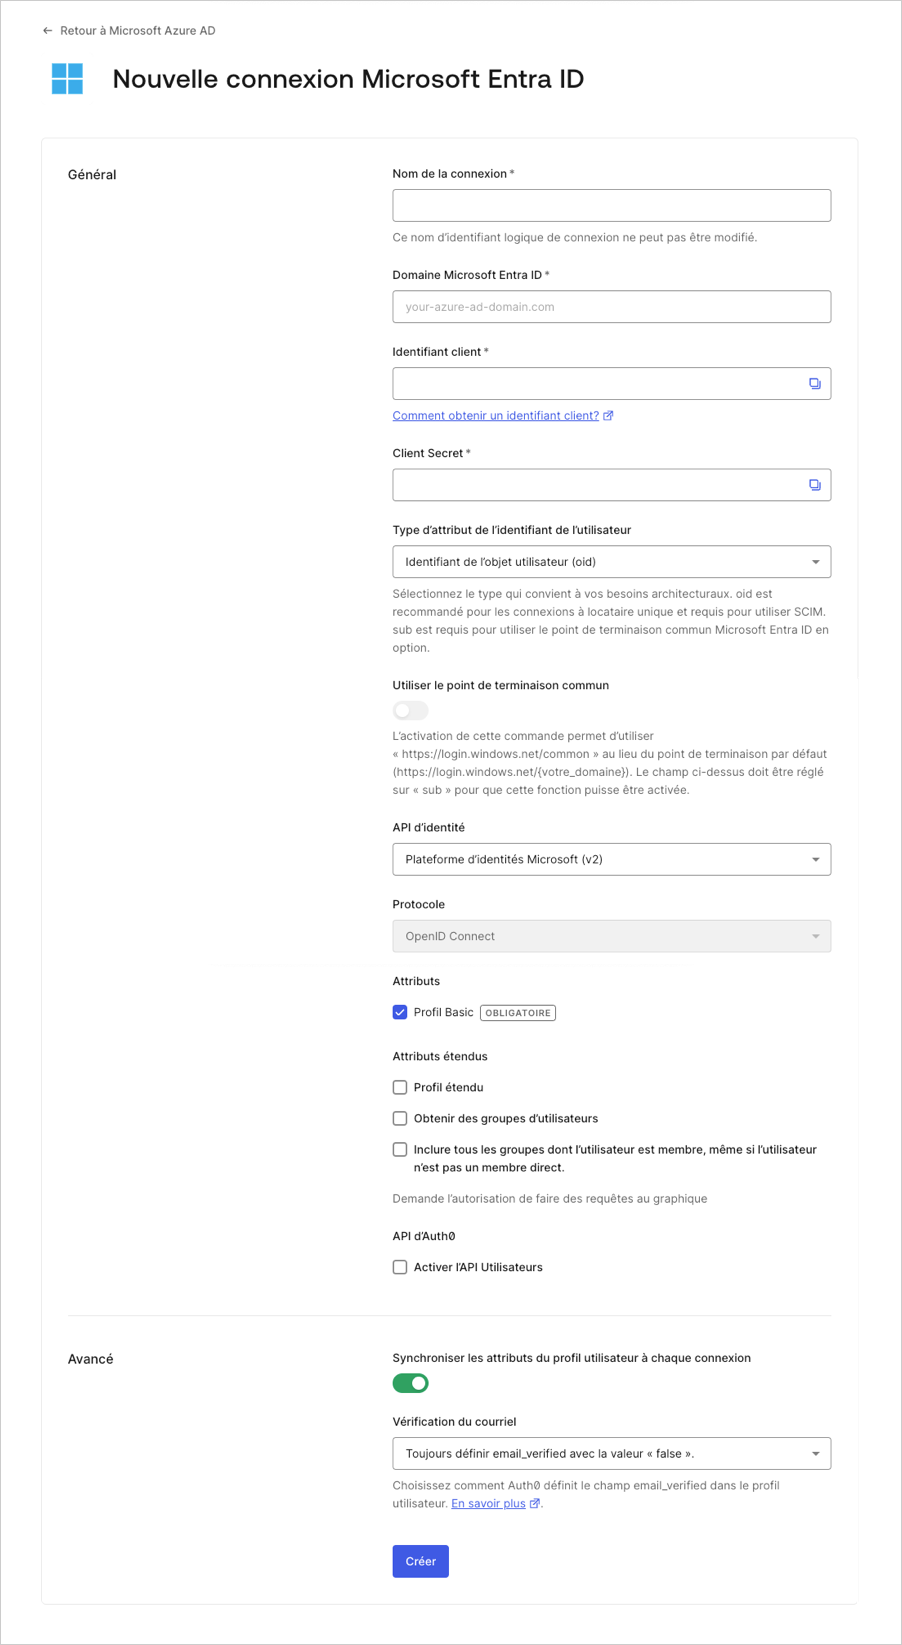 ← Retour à Microsoft Azure AD
Nouvelle connexion Microsoft Entra ID
Général
Nom de la connexion *
Ce nom d’identifiant logique de connexion ne peut pas être modifié.
Domaine Microsoft Entra ID *
your-azure-ad-domain.com
Identifiant client *
Comment obtenir un identifiant client?
Client Secret *
Type d’attribut de l’identifiant de l’utilisateur
Identifiant de l’objet utilisateur (oid)
Sélectionnez le type qui convient à vos besoins architecturaux. oid est
recommandé pour les connexions à locataire unique et requis pour utiliser SCIM.
sub est requis pour utiliser le point de terminaison commun Microsoft Entra ID en
option.
Utiliser le point de terminaison commun
L’activation de cette commande permet d’utiliser
« https://login.windows.net/common » au lieu du point de terminaison par défaut
(https://login.windows.net/{votre_domaine}). Le champ ci-dessus doit être réglé
sur « sub » pour que cette fonction puisse être activée.
API d’identité
Plateforme d’identités Microsoft (v2)
Protocole
OpenID Connect
Attributs
Profil Basic OBLIGATOIRE
Attributs étendus
Profil étendu
Obtenir des groupes d’utilisateurs
Inclure tous les groupes dont l’utilisateur est membre, même si l’utilisateur
n’est pas un membre direct.
Demande l’autorisation de faire des requêtes au graphique
API d’Auth0
Activer l’API Utilisateurs
Avancé
Synchroniser les attributs du profil utilisateur à chaque connexion
Vérification du courriel
Toujours définir email_verified avec la valeur « false ».
Choisissez comment Auth0 définit le champ email_verified dans le profil
utilisateur. En savoir plus.
Créer